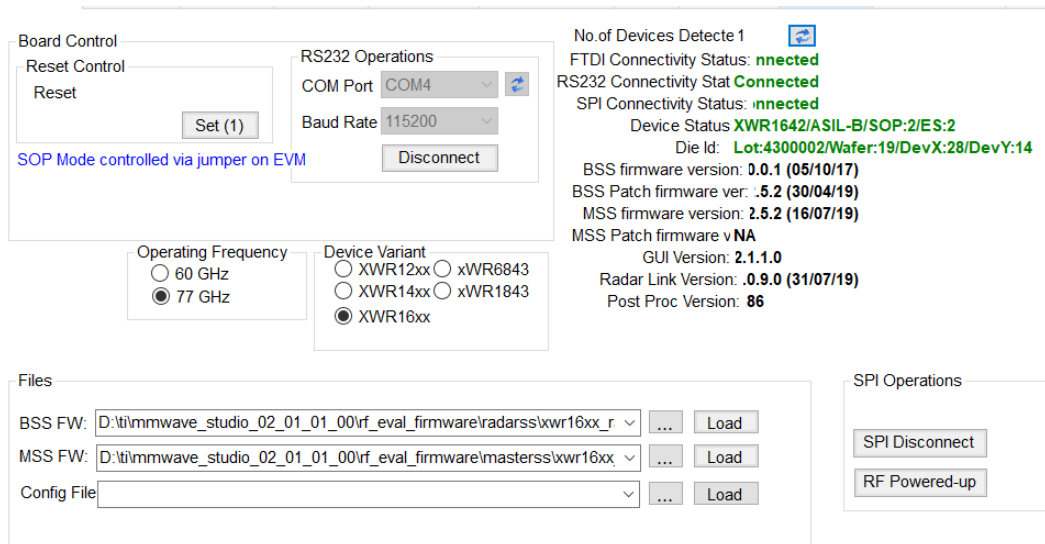 Board Control
Reset Control
Reset
Set (1)
SOP Mode controlled via jumper on EVM
RS232 Operations
COM Port COM4
Baud Rate 115200
Disconnect
No.of Devices Detecte 1
FTDI Connectivity Status: nnected
RS232 Connectivity Stat Connected
SPI Connectivity Status: nnected
Device Status XWR1642/ASIL-B/SOP:2/ES:2
Die Id: Lot:4300002/Wafer:19/DevX:28/DevY:14
BSS firmware version: 0.0.1 (05/10/17)
BSS Patch firmware ver: .5.2 (30/04/19)
MSS firmware version: 2.5.2 (16/07/19)
MSS Patch firmware v NA
GUI Version: 2.1.1.0
Radar Link Version: .0.9.0 (31/07/19)
Post Proc Version: 86
Operating Frequency
60 GHz
77 GHz
Device Variant
XWR12xx xWR6843
XWR14xx xWR1843
XWR16xx
Files
BSS FW: D:\ti\mmwave_studio_02_01_01_00\rf_eval_firmware\radarss\xwr16xx_r ... Load
MSS FW: D:\ti\mmwave_studio_02_01_01_00\rf_eval_firmware\masterss\xwr16xx_ ... Load
Config File ... Load
SPI Operations
SPI Disconnect
RF Powered-up